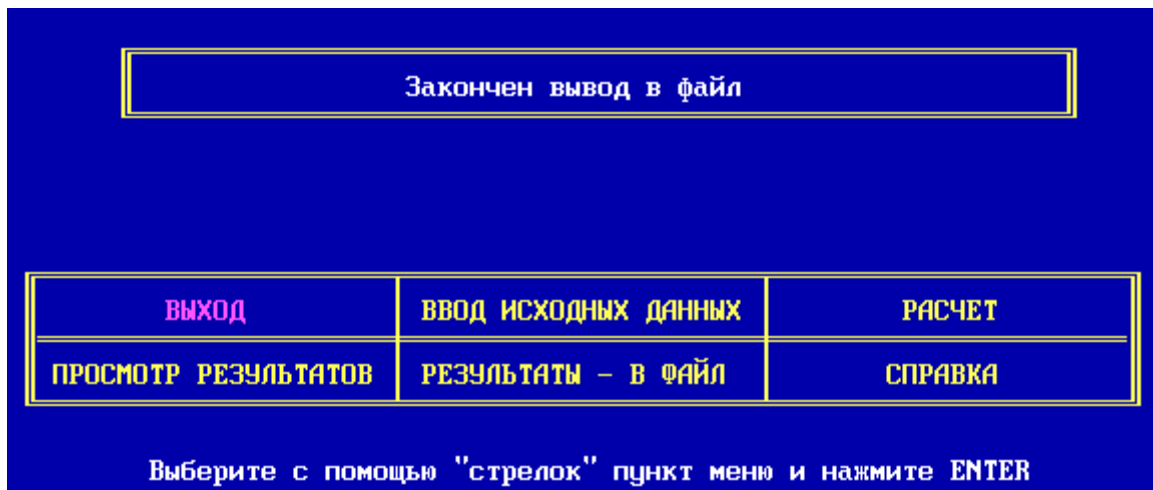 Закончен вывод в файл
ВЫХОД ВВОД ИСХОДНЫХ ДАННЫХ РАСЧЕТ
ПРОСМОТР РЕЗУЛЬТАТОВ РЕЗУЛЬТАТЫ - В ФАЙЛ СПРАВКА
Выберите с помощью "стрелок" пункт меню и нажмите ENTER